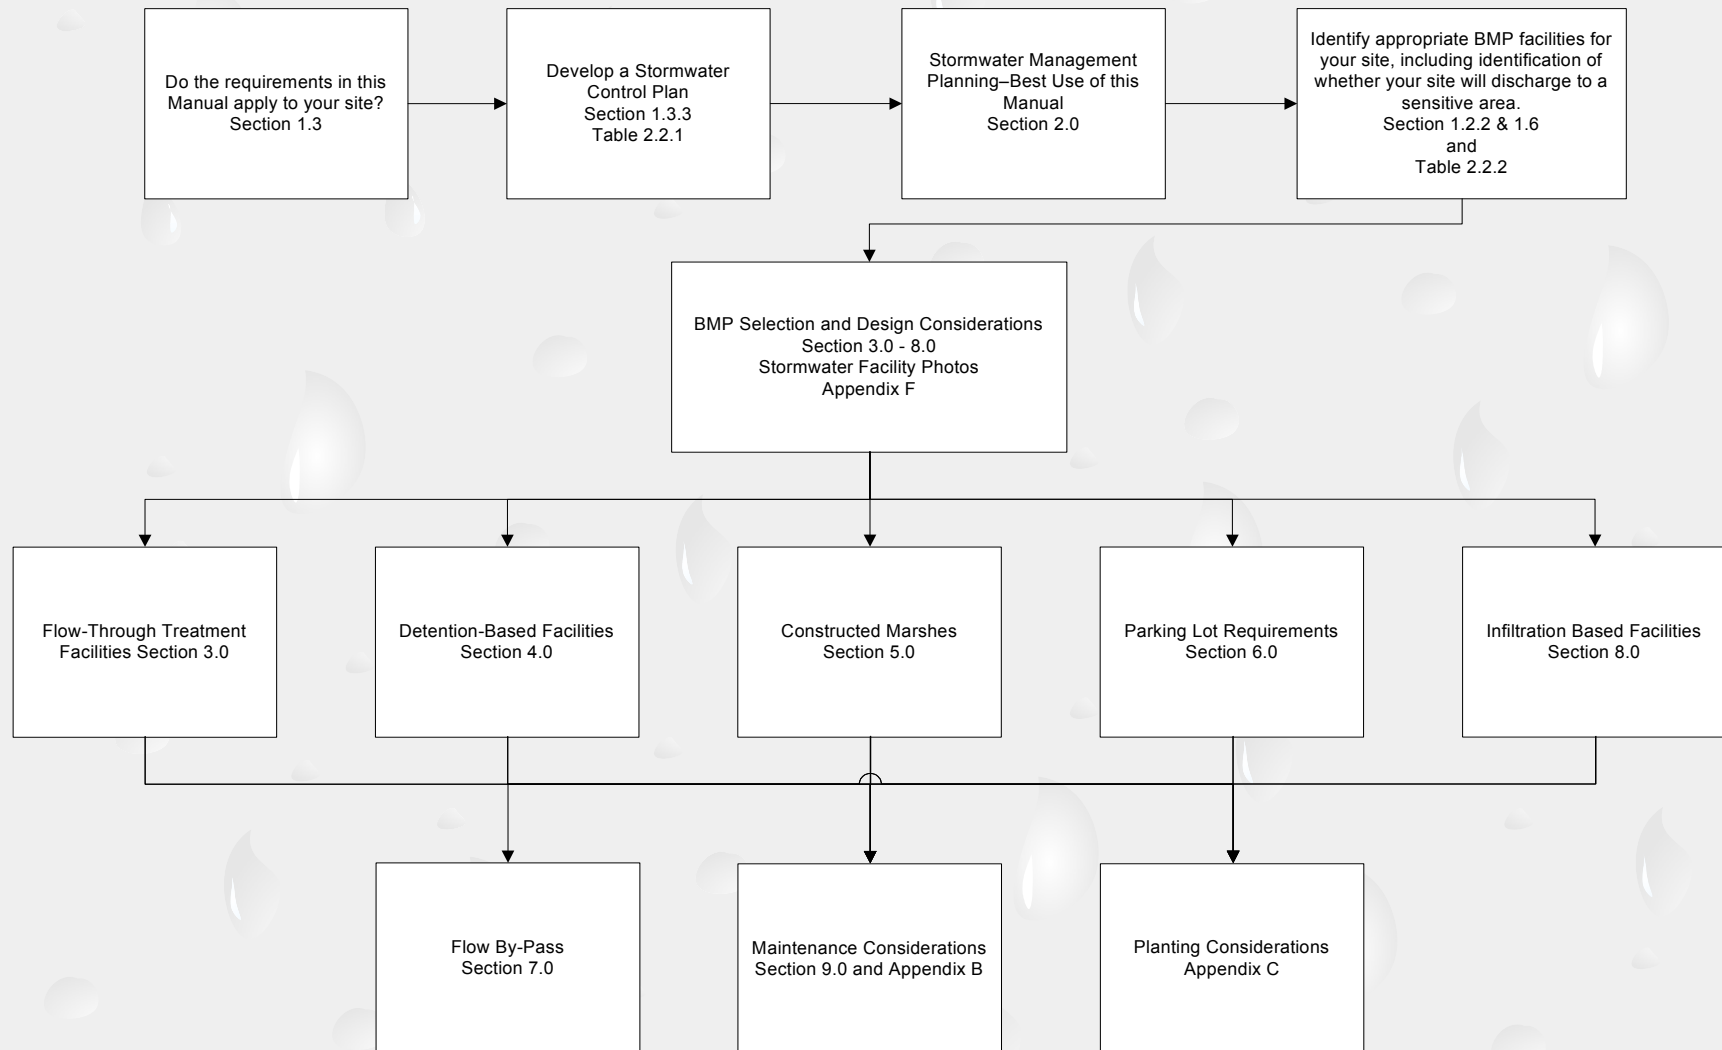 Do the requirements in this
Manual apply to your site?
Section 1.3
Develop a Stormwater
Control Plan
Section 1.3.3
Table 2.2.1
Stormwater Management
Planning–Best Use of this
Manual
Section 2.0
Identify appropriate BMP facilities for
your site, including identification of
whether your site will discharge to a
sensitive area.
Section 1.2.2 & 1.6
and
Table 2.2.2
BMP Selection and Design Considerations
Section 3.0 - 8.0
Stormwater Facility Photos
Appendix F
Flow-Through Treatment
Facilities Section 3.0
Detention-Based Facilities
Section 4.0
Constructed Marshes
Section 5.0
Parking Lot Requirements
Section 6.0
Infiltration Based Facilities
Section 8.0
Flow By-Pass
Section 7.0
Maintenance Considerations
Section 9.0 and Appendix B
Planting Considerations
Appendix C